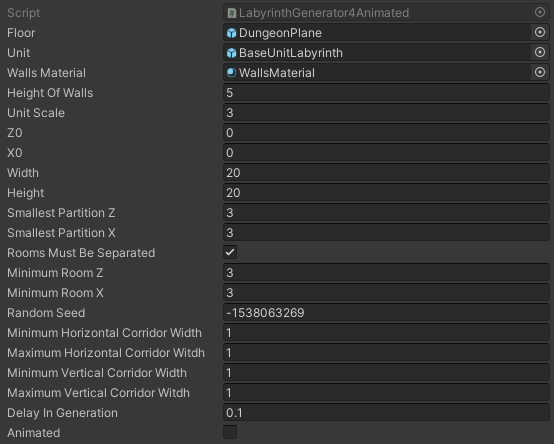 Script LabyrinthGenerator4Animated
Floor DungeonPlane
Unit BaseUnitLabyrinth
Walls Material WallsMaterial
Height Of Walls 5
Unit Scale 3
Z0 0
X0 0
Width 20
Height 20
Smallest Partition Z 3
Smallest Partition X 3
Rooms Must Be Separated
Minimum Room Z 3
Minimum Room X 3
Random Seed -1538063269
Minimum Horizontal Corridor Width 1
Maximum Horizontal Corridor Witdh 1
Minimum Vertical Corridor Width 1
Maximum Vertical Corridor Witdh 1
Delay In Generation 0.1
Animated